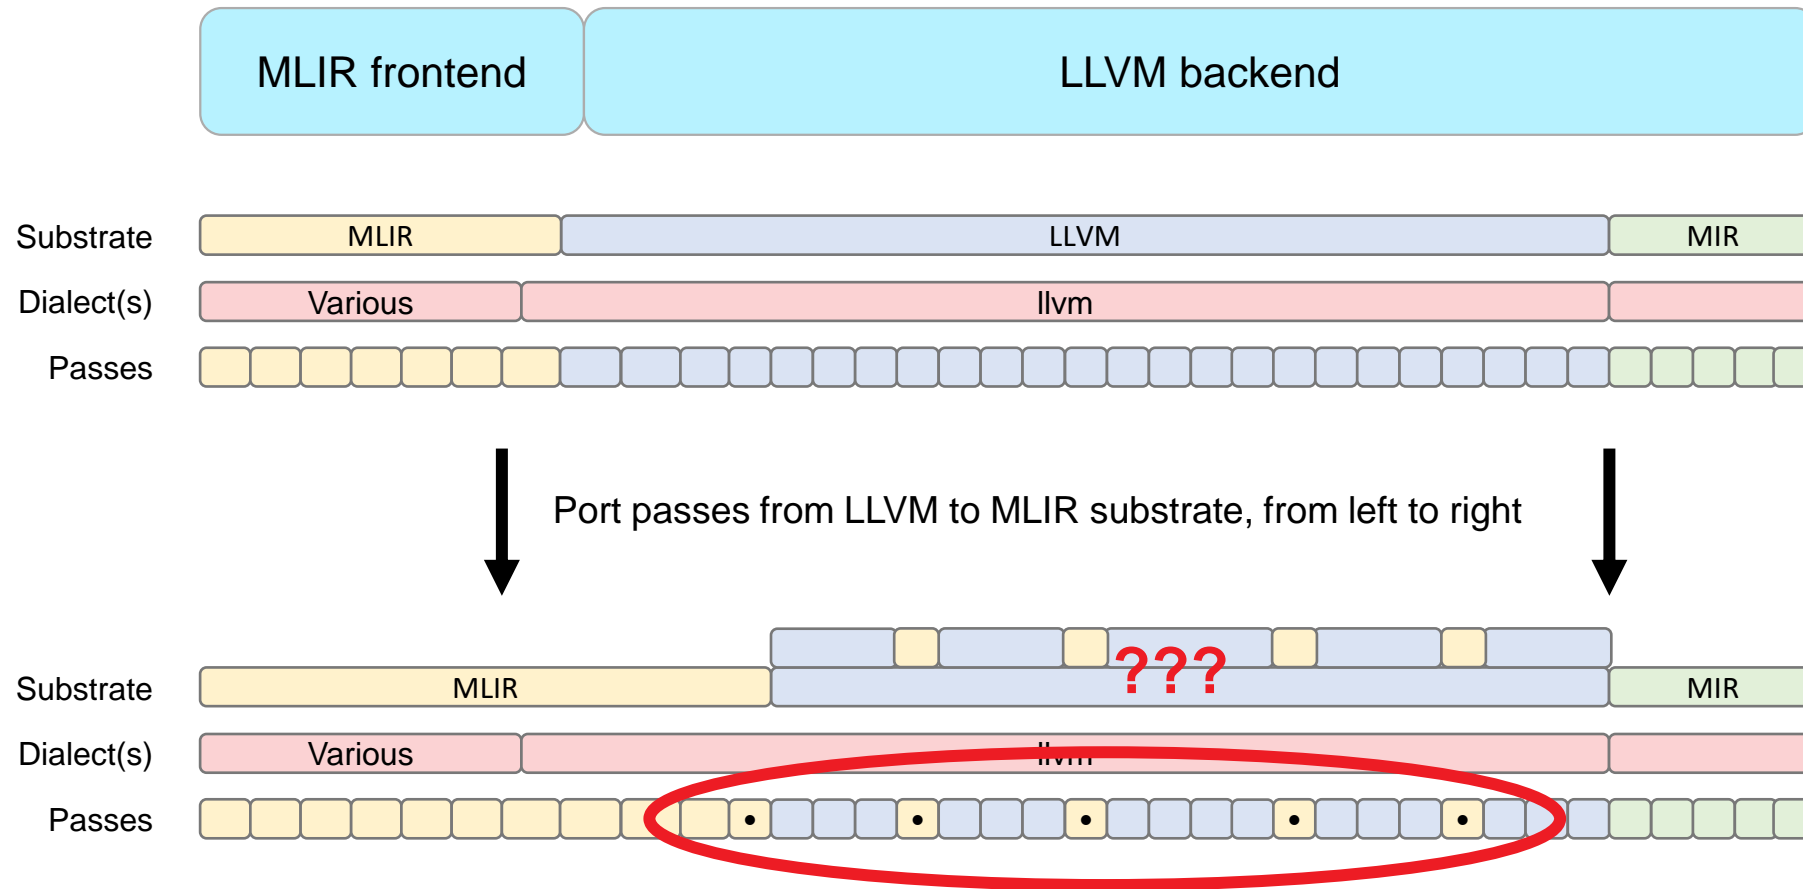 MLIR frontend
LLVM backend
Substrate
MLIR
LLVM
MIR
Dialect(s)
Various
llvm
Passes
Port passes from LLVM to MLIR substrate, from left to right
???
Substrate
MLIR
MIR
Dialect(s)
Various
llvm
Passes